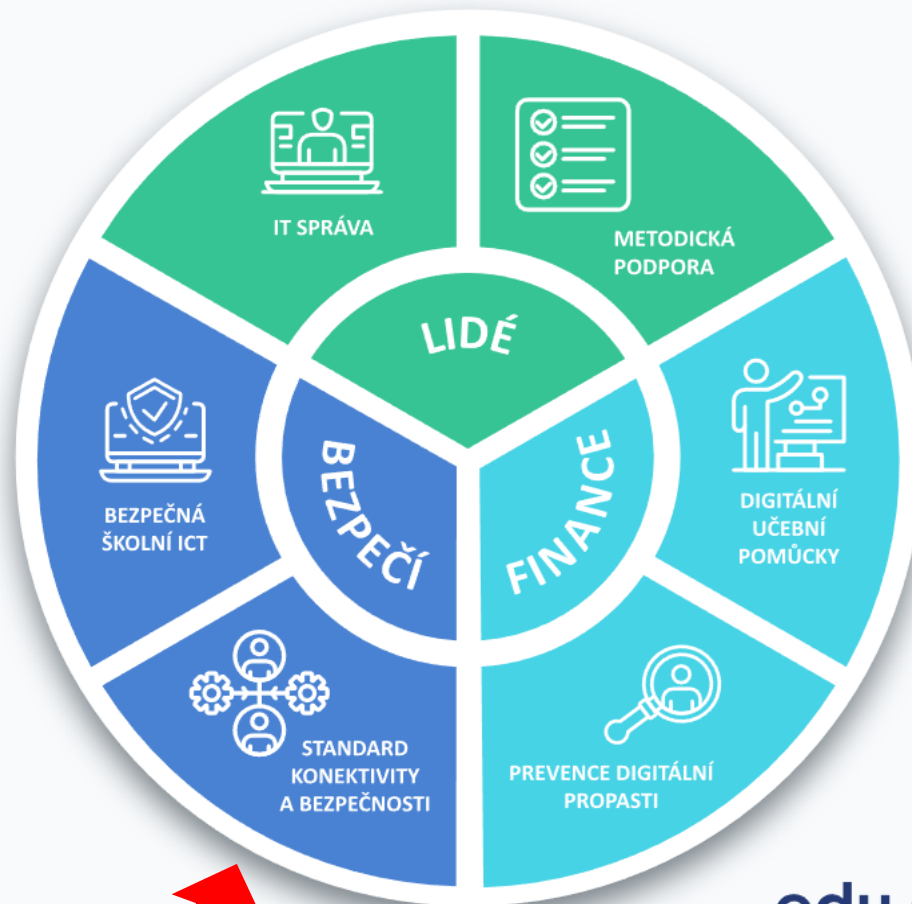 IT SPRÁVA
METODICKÁ
PODPORA
LIDÉ
BEZPEČÍ
FINANCE
BEZPEČNÁ
ŠKOLNÍ ICT
DIGITÁLNÍ
UČEBNÍ
POMŮCKY
STANDARD
KONEKTIVITY
A BEZPEČNOSTI
PREVENCE DIGITÁLNÍ
PROPASTI
edu